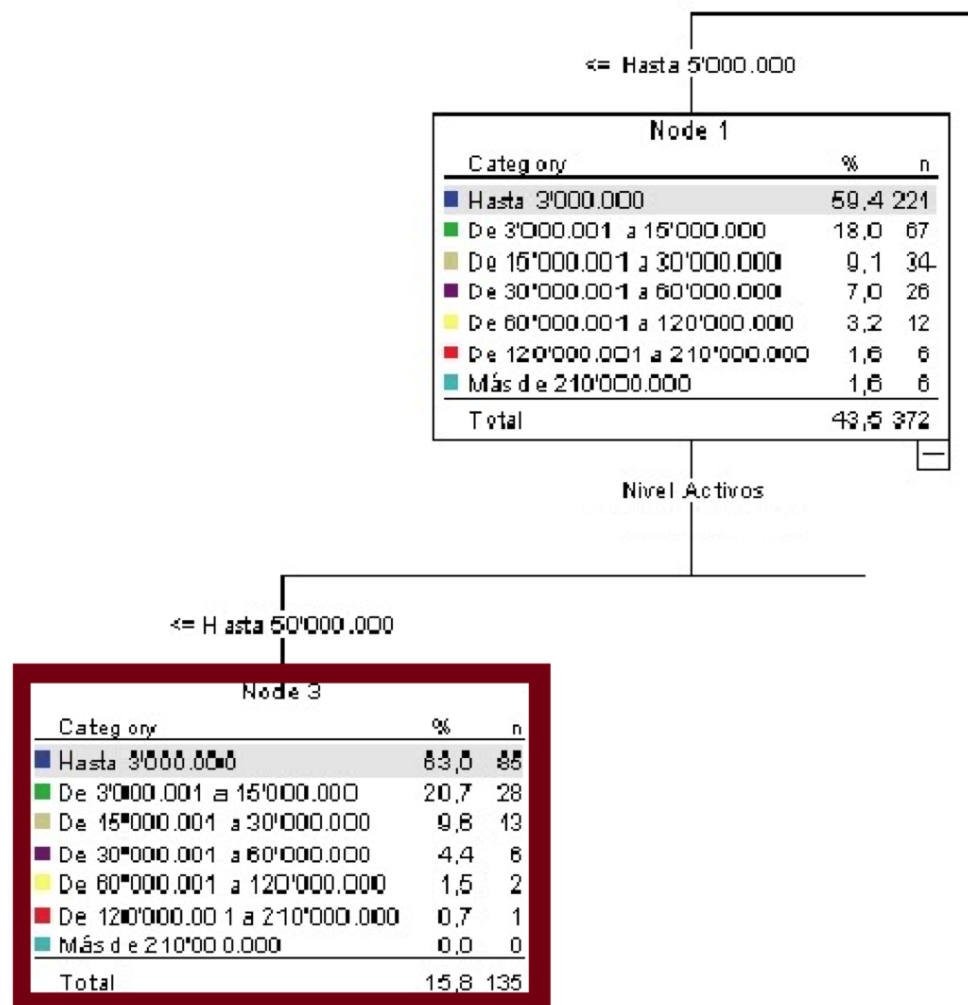 <= Hasta 5'000.000
Node 1
Category % n
Hasta 3'000.000 59,4 221
De 3'000.001 a 15'000.000 18,0 67
De 15'000.001 a 30'000.000 9,1 34
De 30'000.001 a 60'000.000 7,0 26
De 60'000.001 a 120'000.000 3,2 12
De 120'000.001 a 210'000.000 1,6 6
Más de 210'000.000 1,6 6
Total 43,5 372
Nivel Activos
<= Hasta 50'000.000
Node 3
Category % n
Hasta 3'000.000 63,0 85
De 3'000.001 a 15'000.000 20,7 28
De 15'000.001 a 30'000.000 9,6 13
De 30'000.001 a 60'000.000 4,4 6
De 60'000.001 a 120'000.000 1,5 2
De 120'000.001 a 210'000.000 0,7 1
Más de 210'000.000 0,0 0
Total 15,8 135